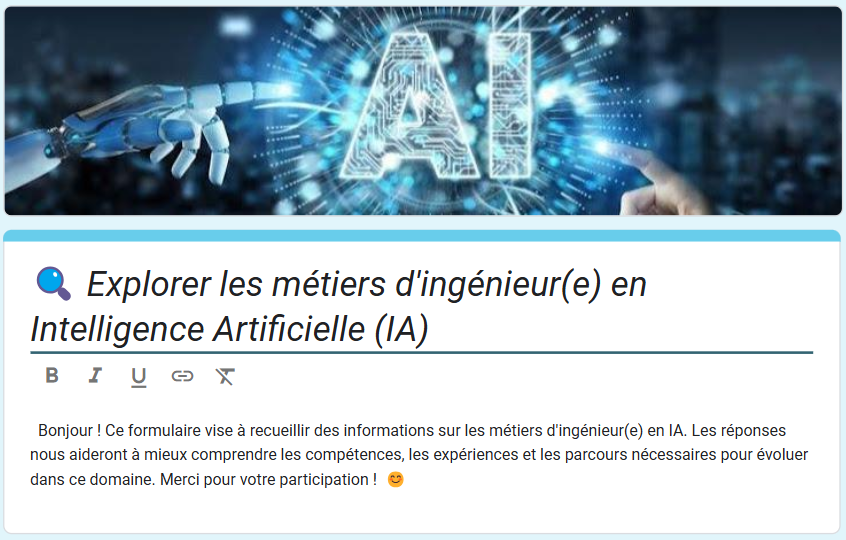 AI
🔍 Explorer les métiers d'ingénieur(e) en
Intelligence Artificielle (IA)
B I U
Bonjour ! Ce formulaire vise à recueillir des informations sur les métiers d'ingénieur(e) en IA. Les réponses
nous aideront à mieux comprendre les compétences, les expériences et les parcours nécessaires pour évoluer
dans ce domaine. Merci pour votre participation ! 😊